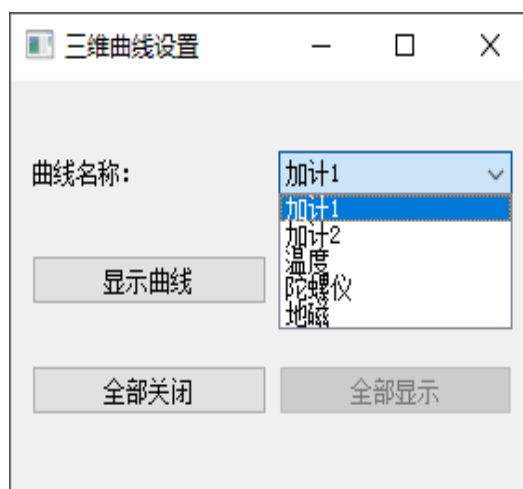 三维曲线设置
曲线名称:
加计1
加计1
加计2
温度
陀螺仪
地磁
显示曲线
全部关闭
全部显示